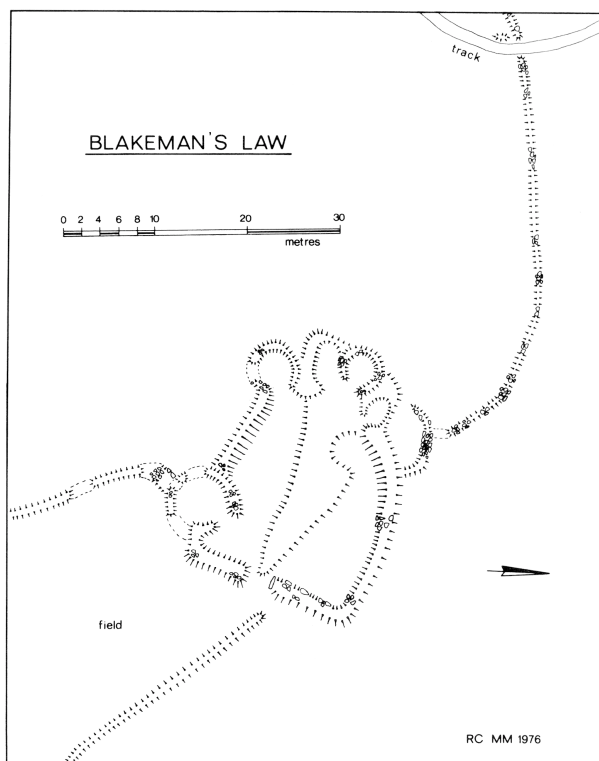 track
BLAKEMAN'S LAW
0 2 4 6 8 10 20 30
metres
field
RC MM 1976